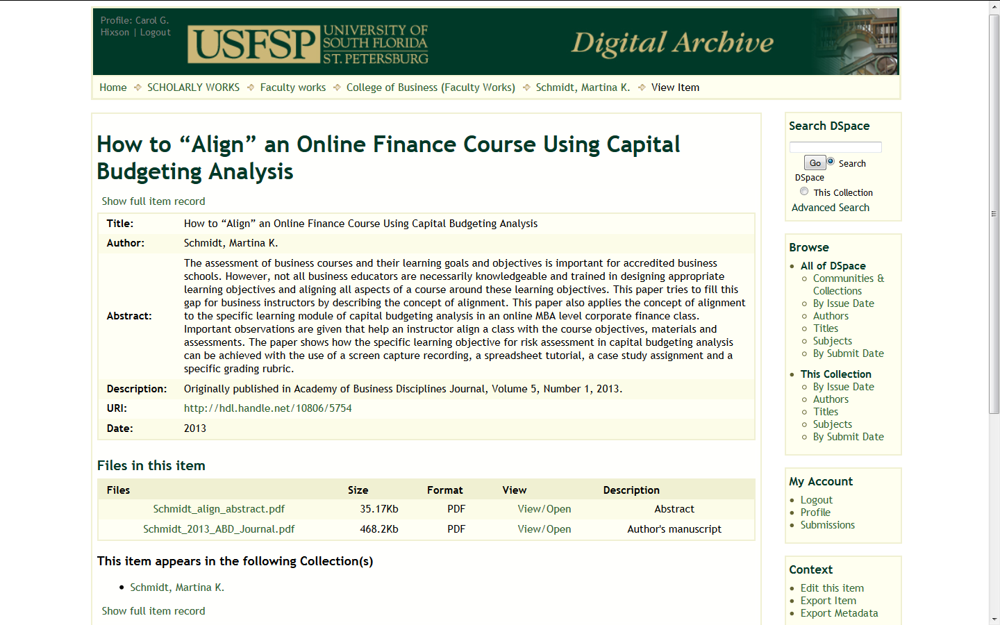 Profile: Carol G.
Hixson | Logout
USFSP
UNIVERSITY OF
SOUTH FLORIDA
ST. PETERSBURG
Digital Archive
Home SCHOLARLY WORKS Faculty works College of Business (Faculty Works) Schmidt, Martina K. View Item
How to “Align” an Online Finance Course Using Capital
Budgeting Analysis
Show full item record
Title: How to “Align” an Online Finance Course Using Capital Budgeting Analysis
Author: Schmidt, Martina K.
Abstract: The assessment of business courses and their learning goals and objectives is important for accredited business
schools. However, not all business educators are necessarily knowledgeable and trained in designing appropriate
learning objectives and aligning all aspects of a course around these learning objectives. This paper tries to fill this
gap for business instructors by describing the concept of alignment. This paper also applies the concept of alignment
to the specific learning module of capital budgeting analysis in an online MBA level corporate finance class.
Important observations are given that help an instructor align a class with the course objectives, materials and
assessments. The paper shows how the specific learning objective for risk assessment in capital budgeting analysis
can be achieved with the use of a screen capture recording, a spreadsheet tutorial, a case study assignment and a
specific grading rubric.
Description: Originally published in Academy of Business Disciplines Journal, Volume 5, Number 1, 2013.
URI: http://hdl.handle.net/10806/5754
Date: 2013
Files in this item
Files Size Format View Description
Schmidt_align_abstract.pdf 35.17Kb PDF View/Open Abstract
Schmidt_2013_ABD_Journal.pdf 468.2Kb PDF View/Open Author's manuscript
This item appears in the following Collection(s)
Schmidt, Martina K.
Show full item record
Search DSpace
Go Search
DSpace
This Collection
Advanced Search
Browse
All of DSpace
Communities &
Collections
By Issue Date
Authors
Titles
Subjects
By Submit Date
This Collection
By Issue Date
Authors
Titles
Subjects
By Submit Date
My Account
Logout
Profile
Submissions
Context
Edit this item
Export Item
Export Metadata